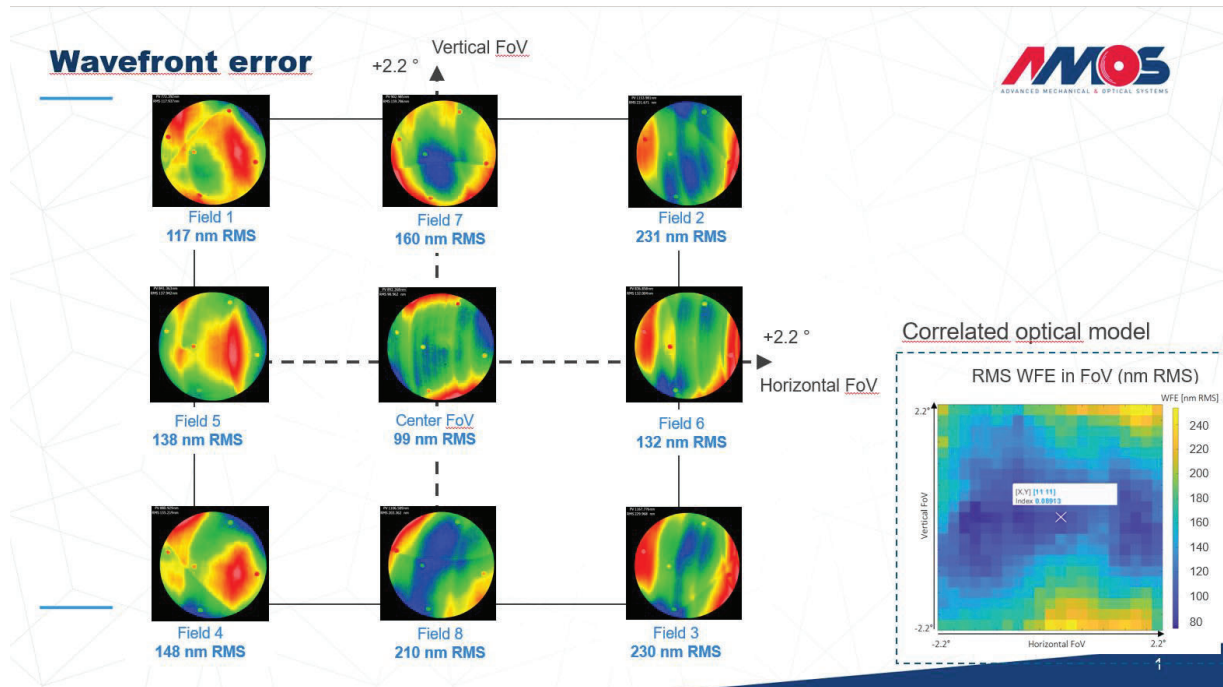 Wavefront error
Vertical FoV
+2.2 °
AMOS
ADVANCED MECHANICAL & OPTICAL SYSTEMS
Field 1
117 nm RMS
Field 7
160 nm RMS
Field 2
231 nm RMS
Field 5
138 nm RMS
Center FoV
99 nm RMS
Field 6
132 nm RMS
+2.2 °
Horizontal FoV
Field 4
148 nm RMS
Field 8
210 nm RMS
Field 3
230 nm RMS
Correlated optical model
RMS WFE in FoV (nm RMS)
WFE [nm RMS]
2.2°
Vertical FoV
-2.2°
[X,Y] [11 11]
Index 0.08913
240
220
200
180
160
140
120
100
80
-2.2°
Horizontal FoV
2.2°
1